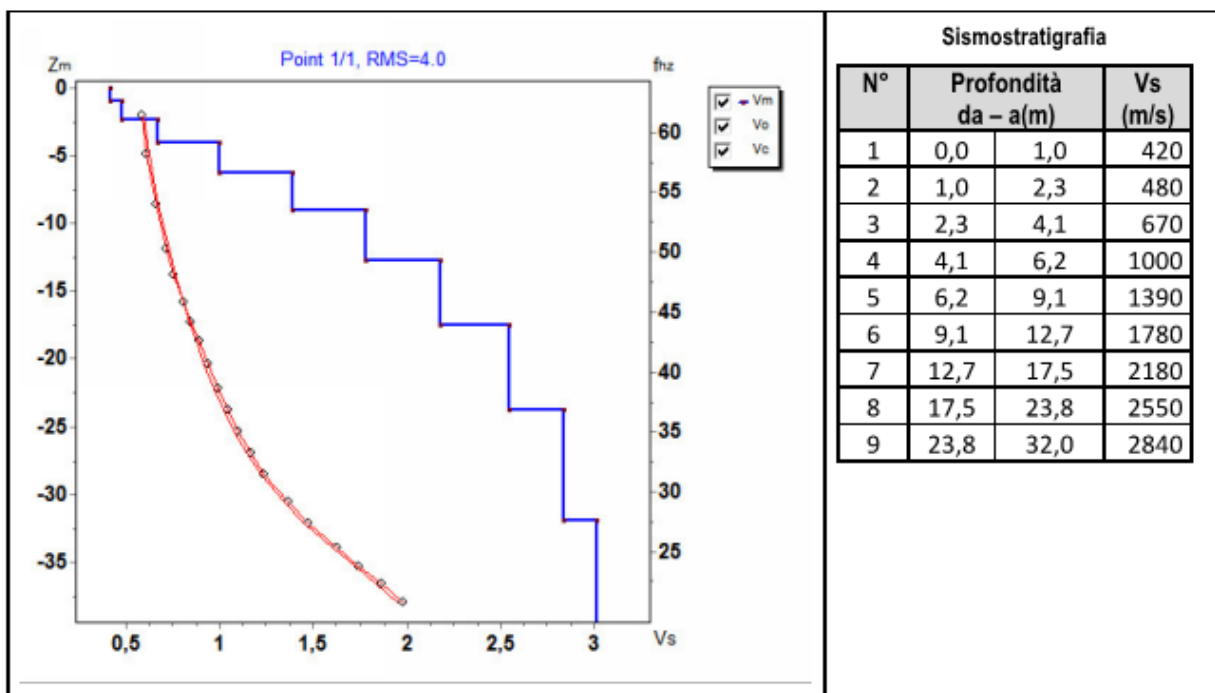 Point 1/1, RMS=4.0
Zm
fhz
0
-5
-10
-15
-20
-25
-30
-35
60
55
50
45
40
35
30
25
0,5 1 1,5 2 2,5 3 Vs
Vm
Vo
Vc
Sismostratigrafia
N° Profondità Vs
da – a(m) (m/s)
1 0,0 1,0 420
2 1,0 2,3 480
3 2,3 4,1 670
4 4,1 6,2 1000
5 6,2 9,1 1390
6 9,1 12,7 1780
7 12,7 17,5 2180
8 17,5 23,8 2550
9 23,8 32,0 2840